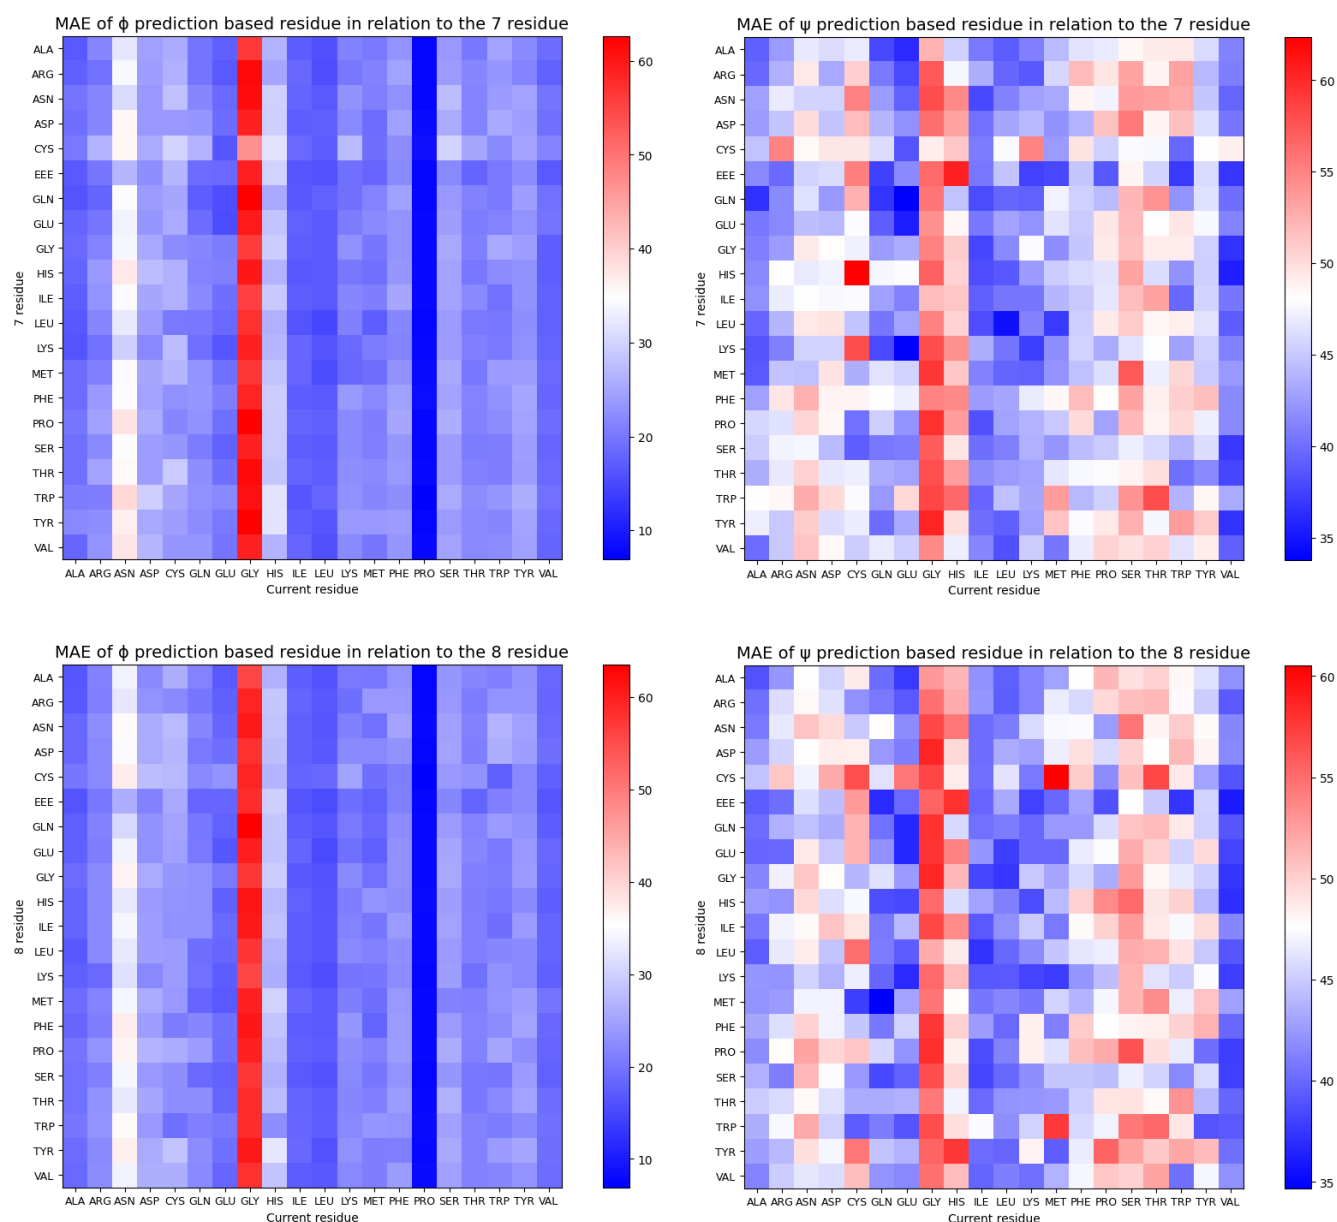 MAE of ϕ prediction based residue in relation to the 7 residue
7 residue
ALA
ARG
ASN
ASP
CYS
EEE
GLN
GLU
GLY
HIS
ILE
LEU
LYS
MET
PHE
PRO
SER
THR
TRP
TYR
VAL
ALA ARG ASN ASP CYS GLN GLU GLY HIS ILE LEU LYS MET PHE PRO SER THR TRP TYR VAL
Current residue
60
50
40
30
20
10
MAE of ψ prediction based residue in relation to the 7 residue
7 residue
ALA
ARG
ASN
ASP
CYS
EEE
GLN
GLU
GLY
HIS
ILE
LEU
LYS
MET
PHE
PRO
SER
THR
TRP
TYR
VAL
ALA ARG ASN ASP CYS GLN GLU GLY HIS ILE LEU LYS MET PHE PRO SER THR TRP TYR VAL
Current residue
60
55
50
45
40
35
MAE of ϕ prediction based residue in relation to the 8 residue
8 residue
ALA
ARG
ASN
ASP
CYS
EEE
GLN
GLU
GLY
HIS
ILE
LEU
LYS
MET
PHE
PRO
SER
THR
TRP
TYR
VAL
ALA ARG ASN ASP CYS GLN GLU GLY HIS ILE LEU LYS MET PHE PRO SER THR TRP TYR VAL
Current residue
60
50
40
30
20
10
MAE of ψ prediction based residue in relation to the 8 residue
8 residue
ALA
ARG
ASN
ASP
CYS
EEE
GLN
GLU
GLY
HIS
ILE
LEU
LYS
MET
PHE
PRO
SER
THR
TRP
TYR
VAL
ALA ARG ASN ASP CYS GLN GLU GLY HIS ILE LEU LYS MET PHE PRO SER THR TRP TYR VAL
Current residue
60
55
50
45
40
35